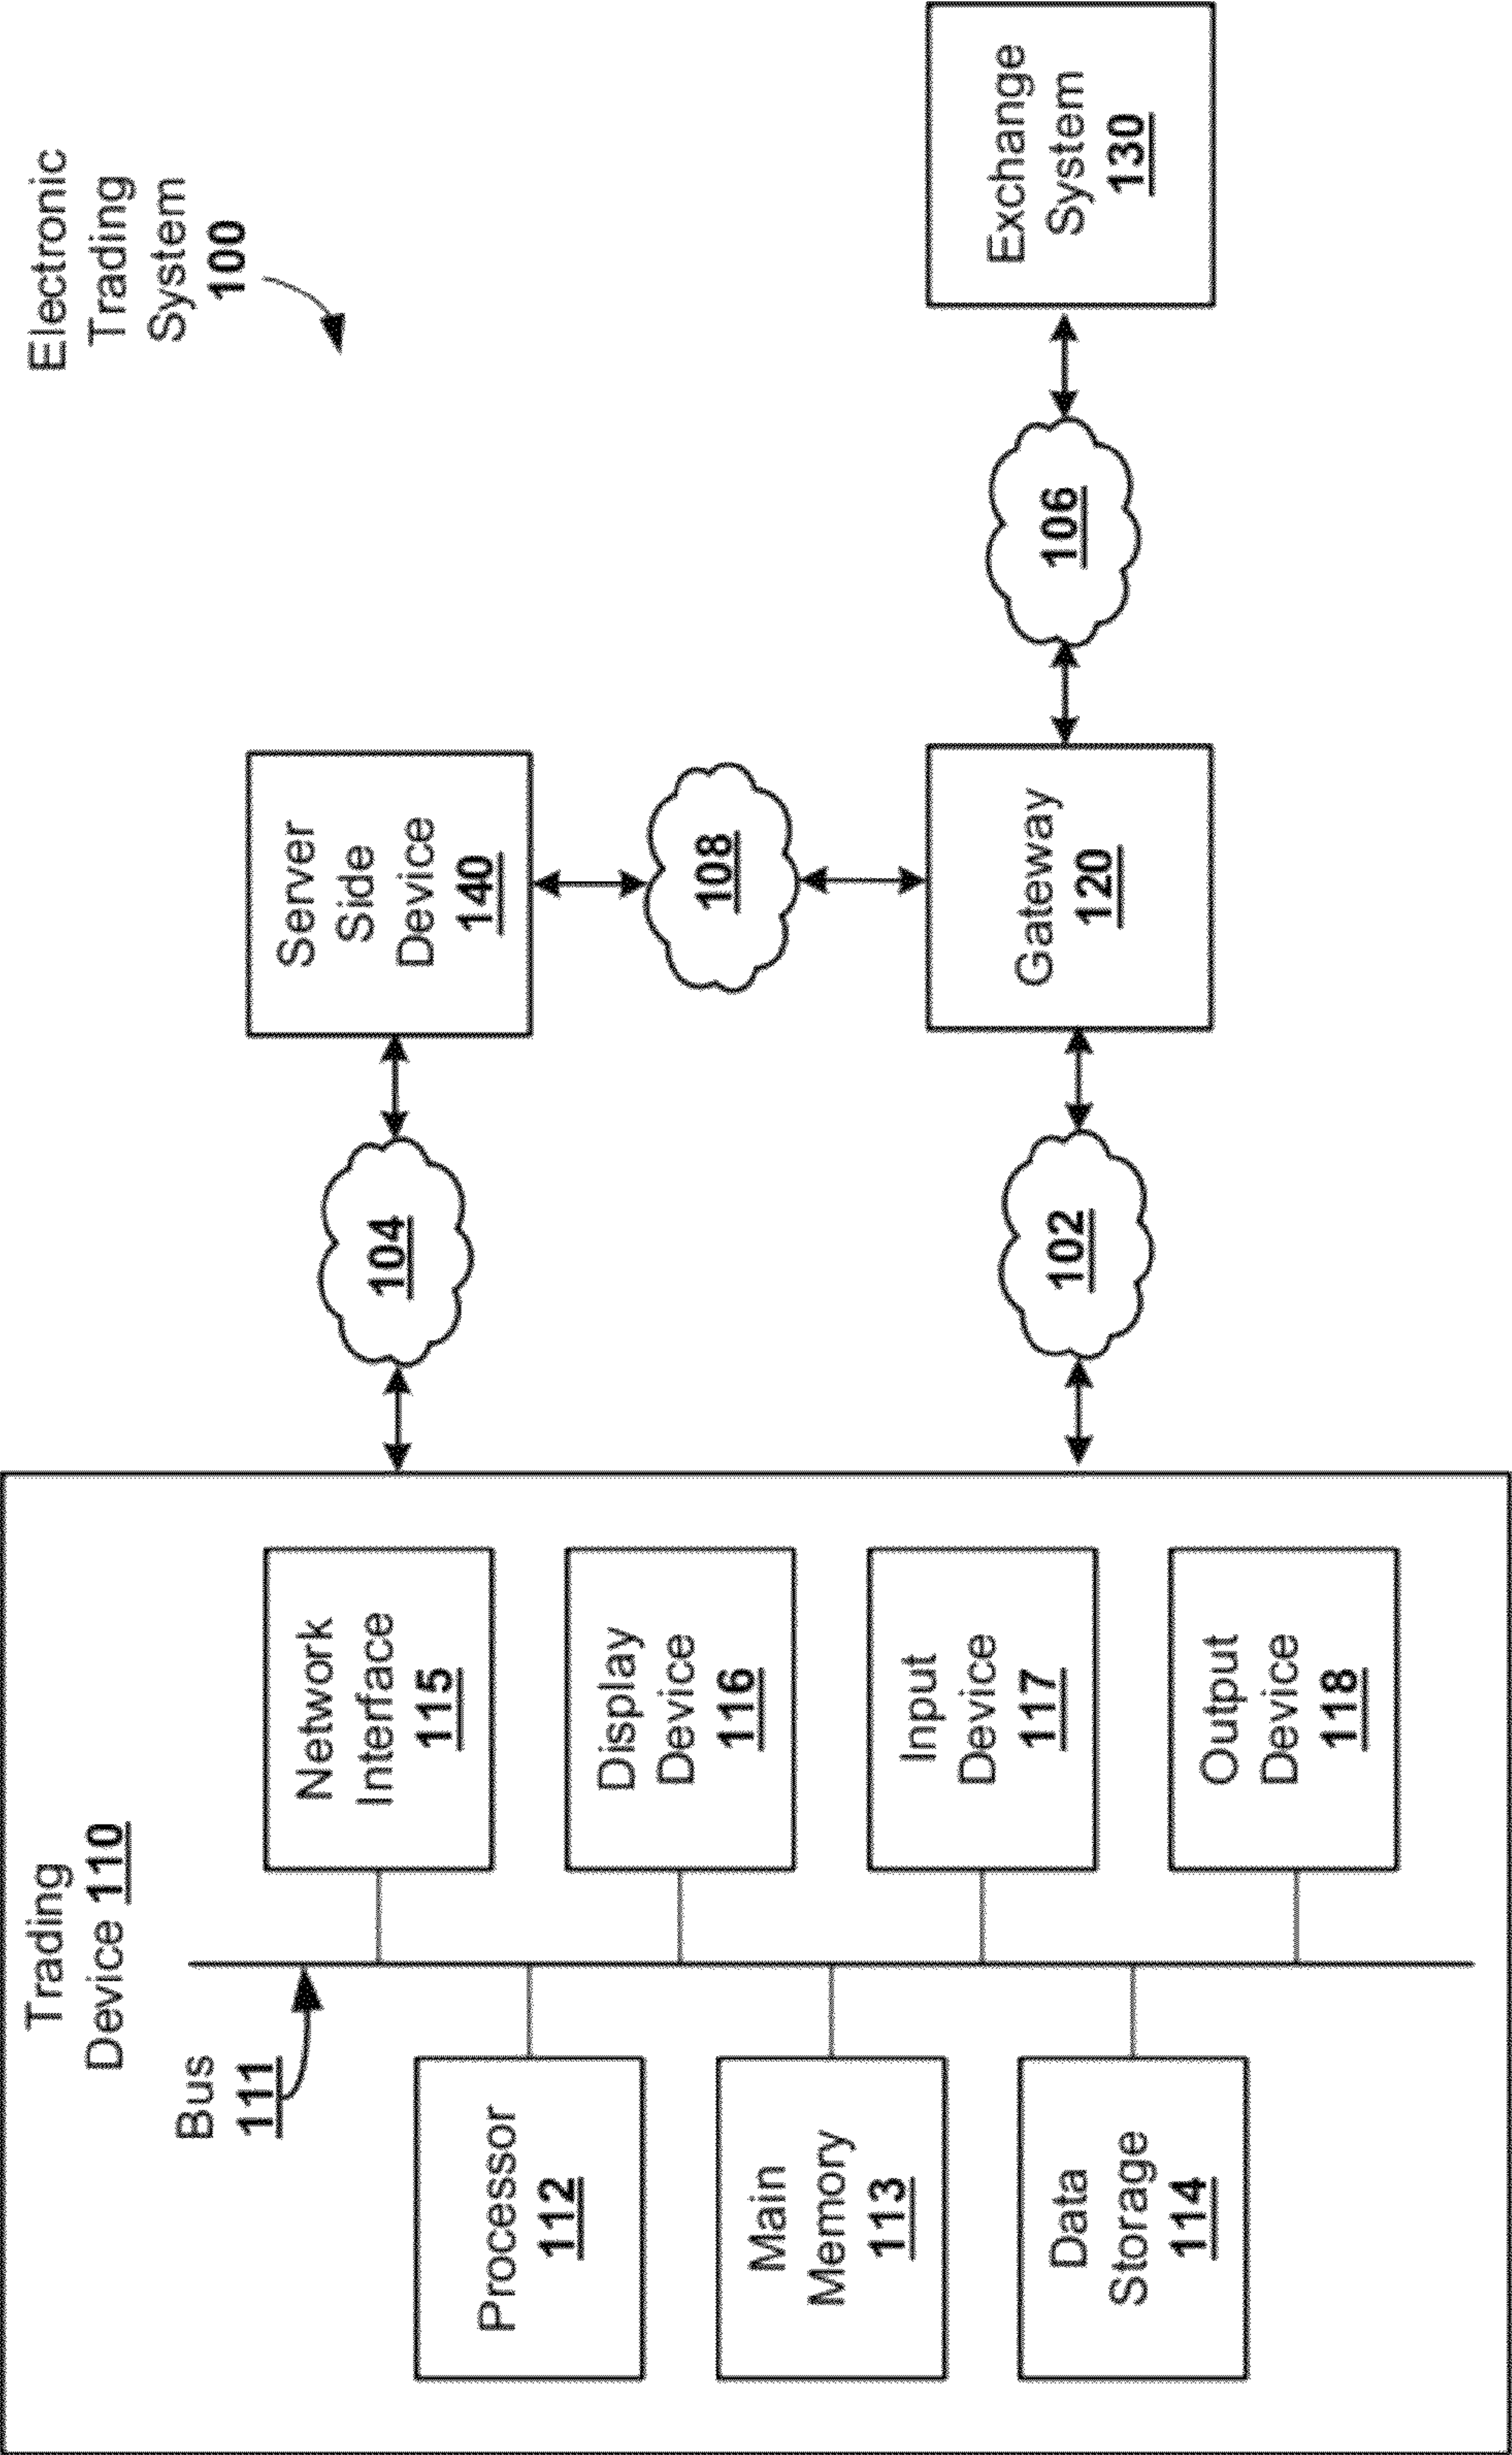 Electronic
Trading
System
100
Trading
Device 110
Bus
111
Processor
112
Main
Memory
113
Data
Storage
114
Network
Interface
115
Display
Device
116
Input
Device
117
Output
Device
118
104
102
Server
Side
Device
140
108
Gateway
120
106
Exchange
System
130